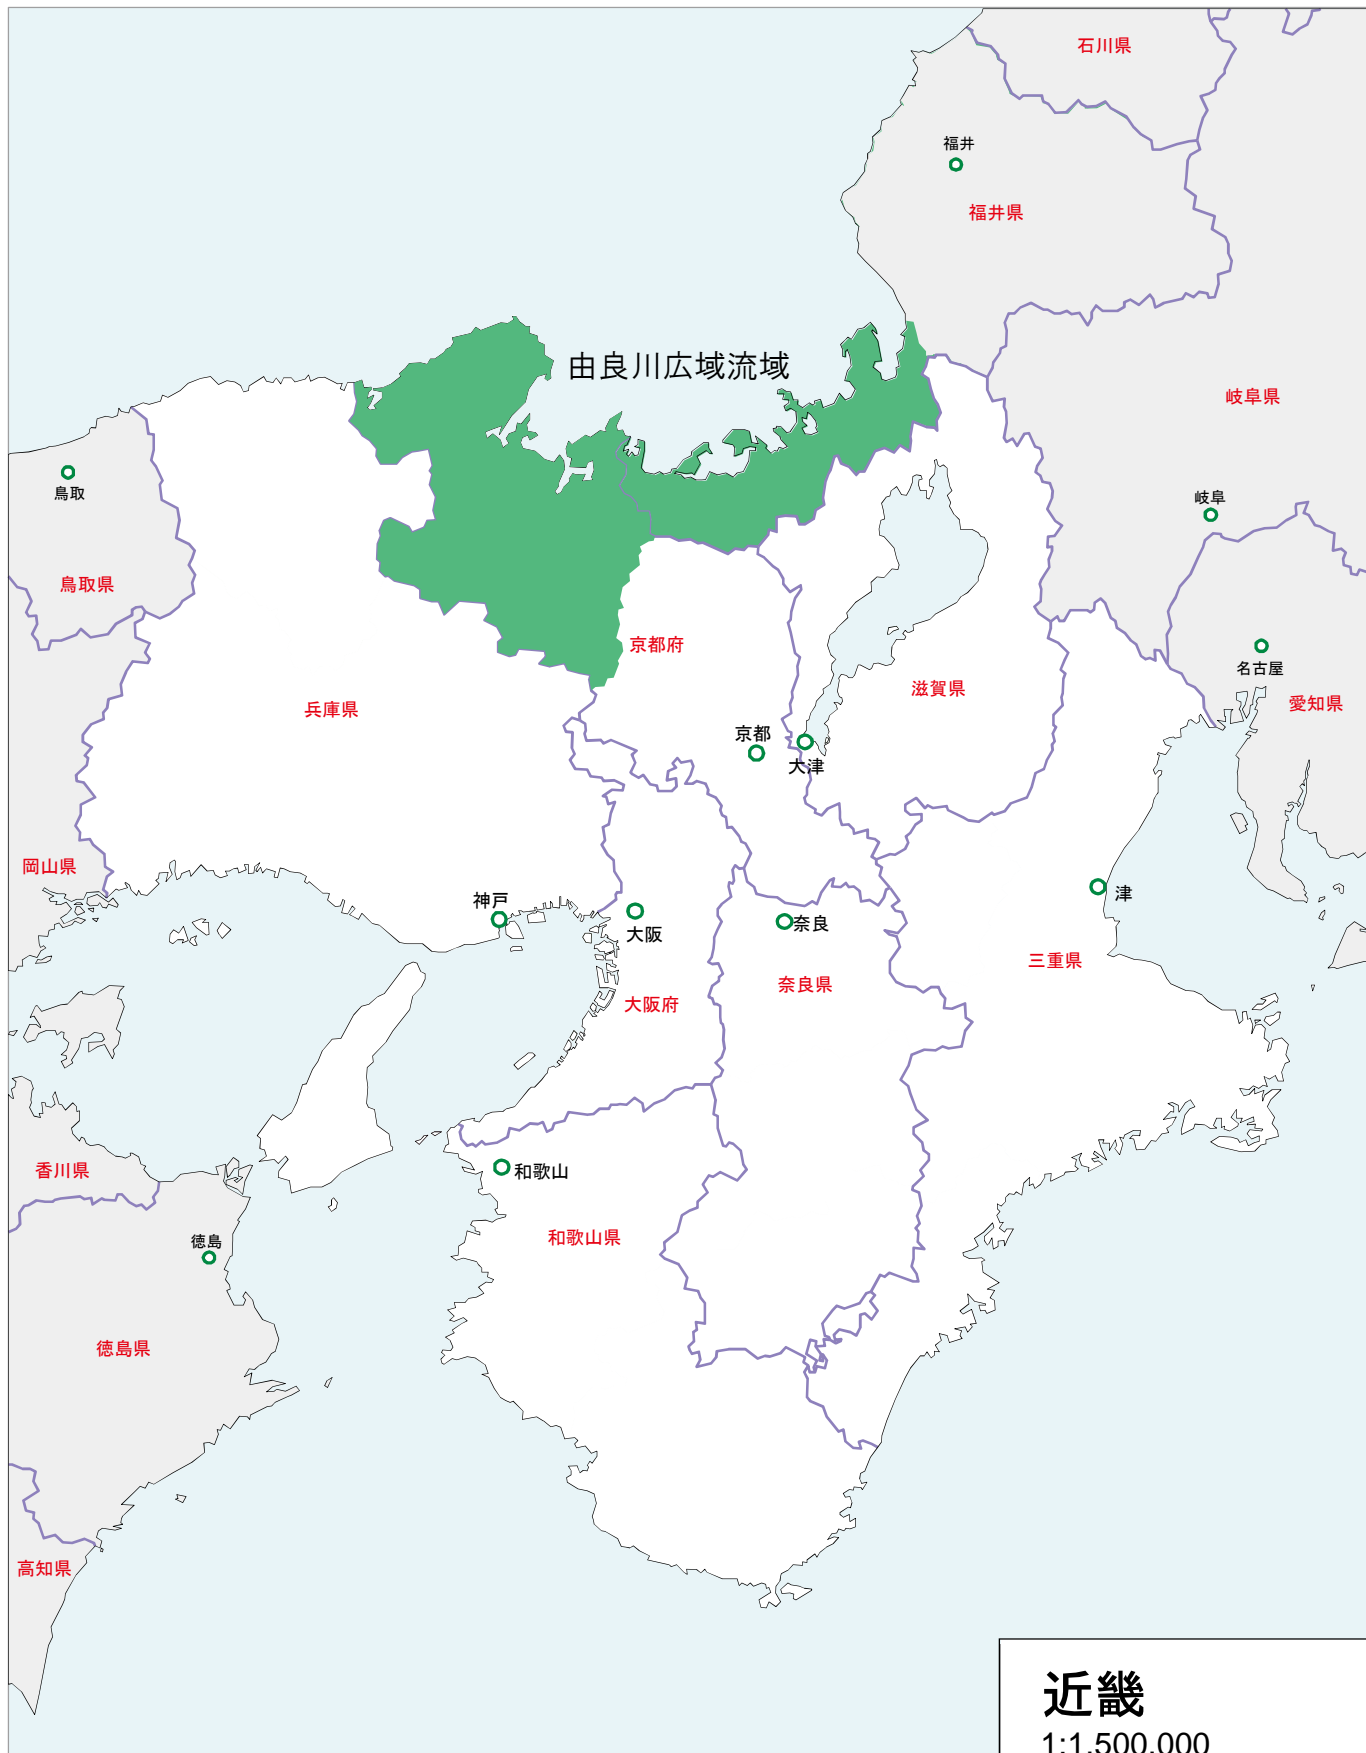 石川県
福井
福井県
由良川広域流域
岐阜県
鳥取
岐阜
鳥取県
京都府
名古屋
滋賀県
愛知県
兵庫県
京都
大津
岡山県
神戸
津
大阪
奈良
三重県
奈良県
大阪府
香川県
和歌山
和歌山県
徳島
徳島県
高知県
近畿
1:1,500,000